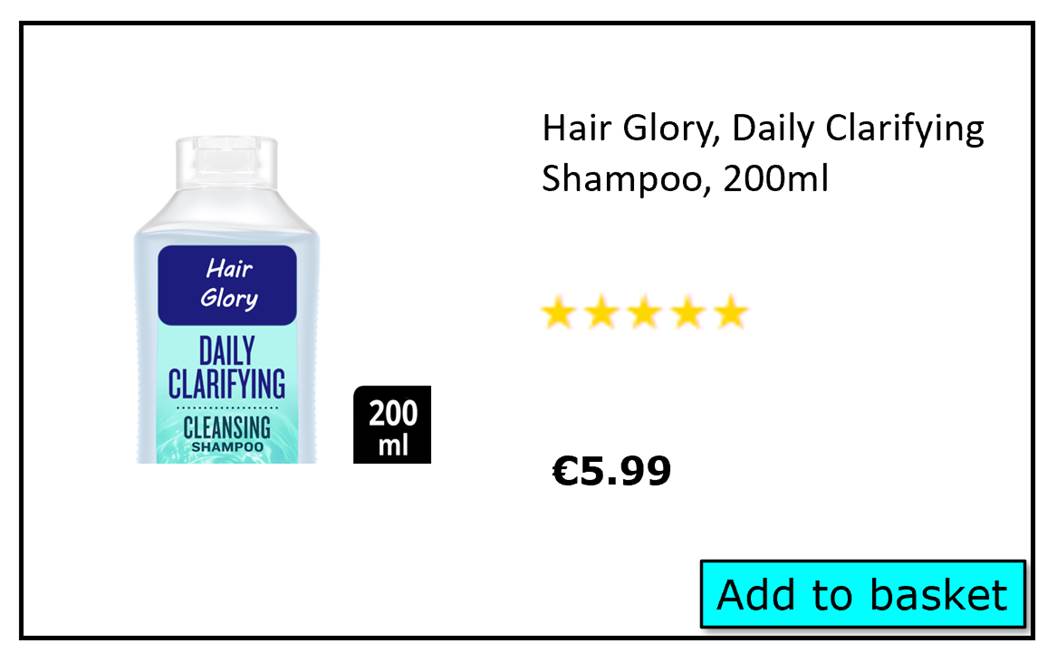 Hair
Glory
DAILY
CLARIFYING
CLEANSING
SHAMPOO
200
ml
Hair Glory, Daily Clarifying
Shampoo, 200ml
€5.99
Add to basket